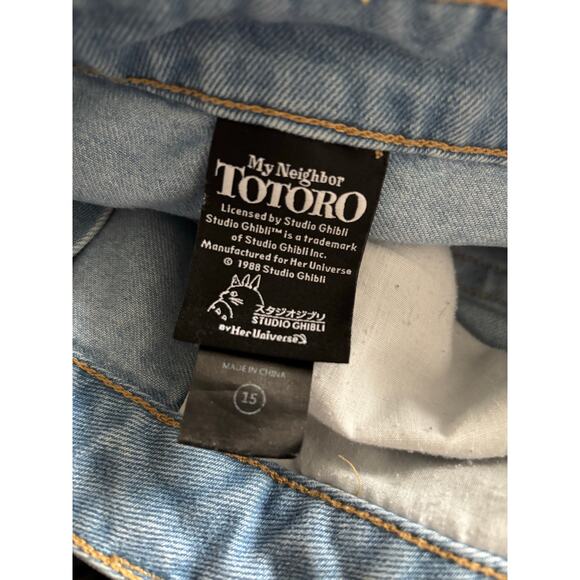 My Neighbor
TOTORO
Licensed by Studio Ghibli
Studio Ghibli™ is a trademark
of Studio Ghibli Inc.
Manufactured for Her Universe
© 1988 Studio Ghibli
スタジオジブリ
STUDIO GHIBLI
BY Her Universe
MADE IN CHINA
15